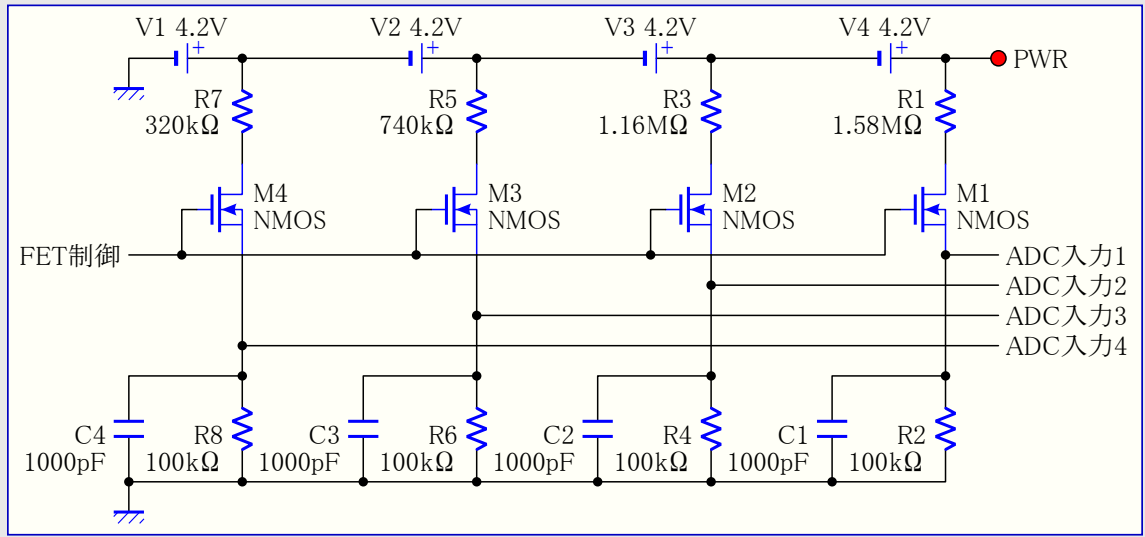 V1 4.2V
V2 4.2V
V3 4.2V
V4 4.2V
+
+
+
+
PWR
R7
320kΩ
R5
740kΩ
R3
1.16MΩ
R1
1.58MΩ
M4
NMOS
M3
NMOS
M2
NMOS
M1
NMOS
FET制御
ADC入力1
ADC入力2
ADC入力3
ADC入力4
C4
1000pF
R8
100kΩ
C3
1000pF
R6
100kΩ
C2
1000pF
R4
100kΩ
C1
1000pF
R2
100kΩ